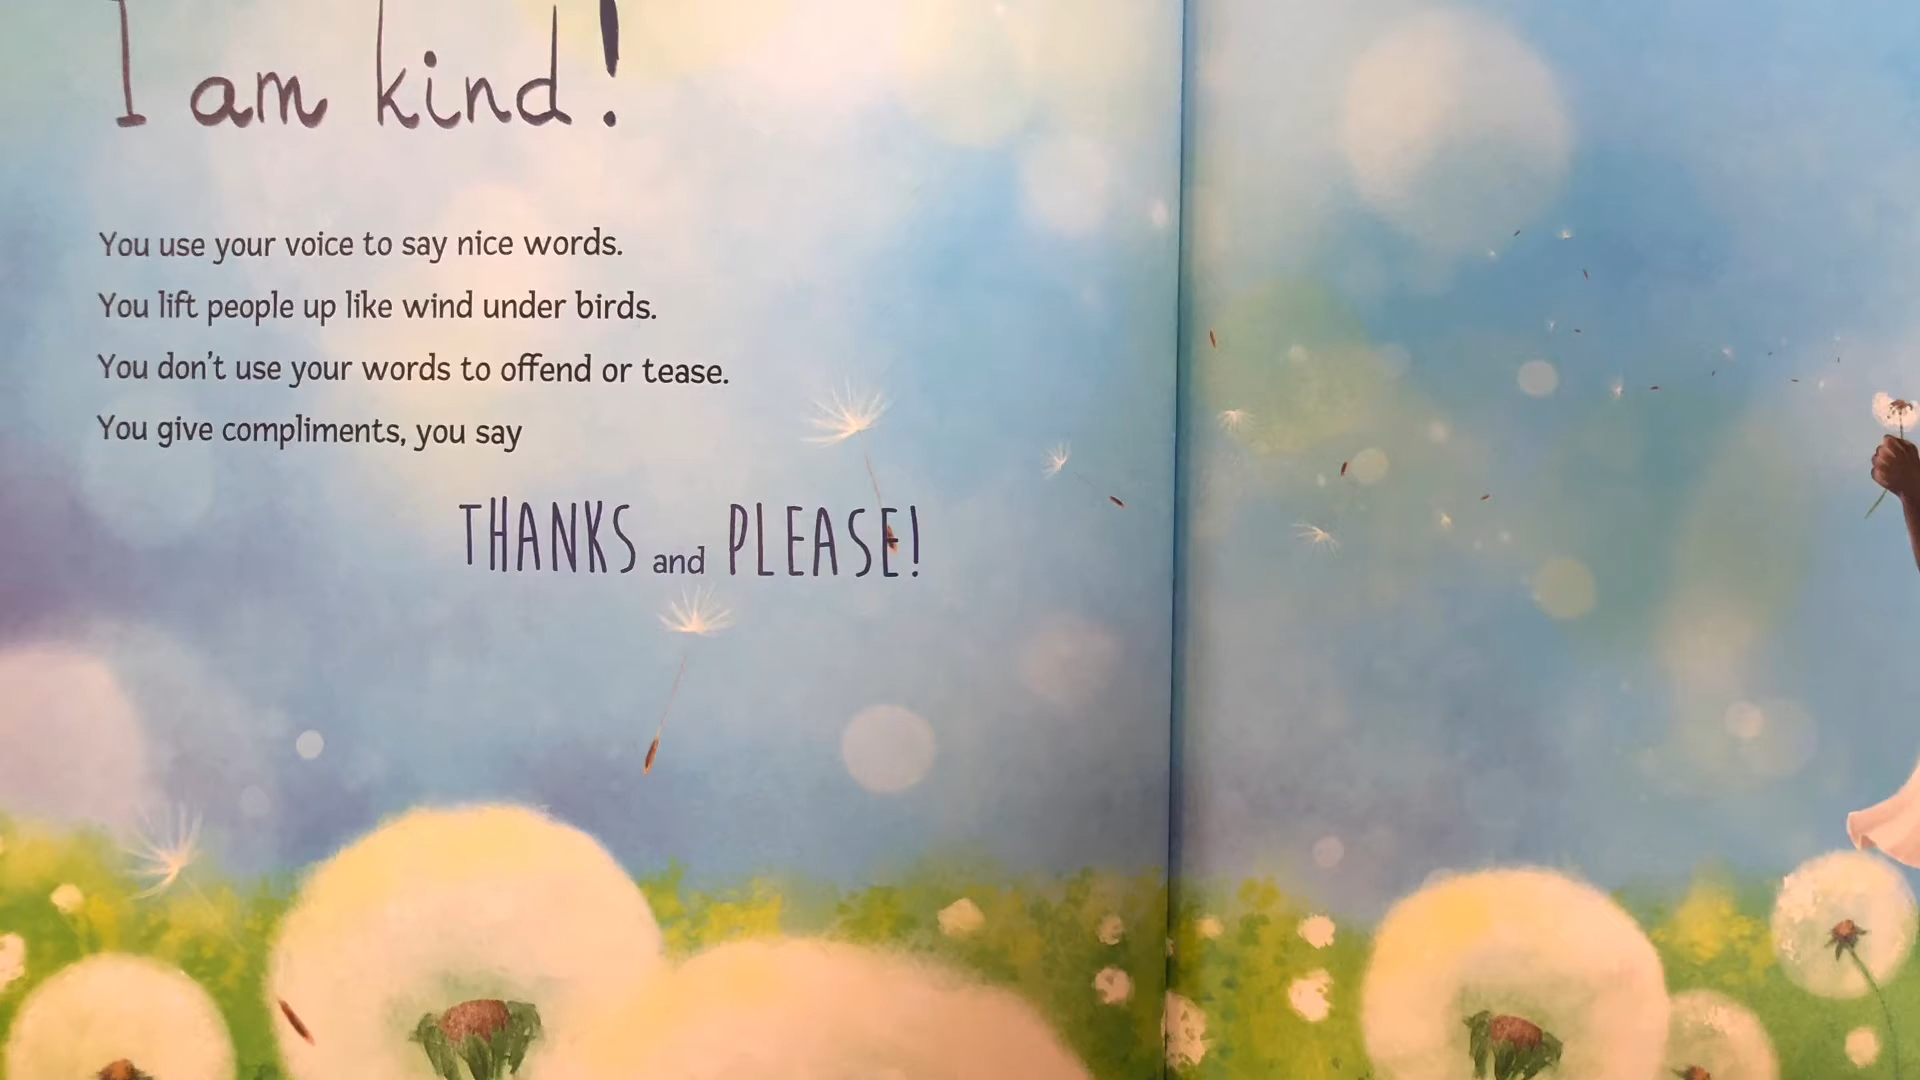 I am kind!
You use your voice to say nice words.
You lift people up like wind under birds.
You don't use your words to offend or tease.
You give compliments, you say
THANKS and PLEASE!